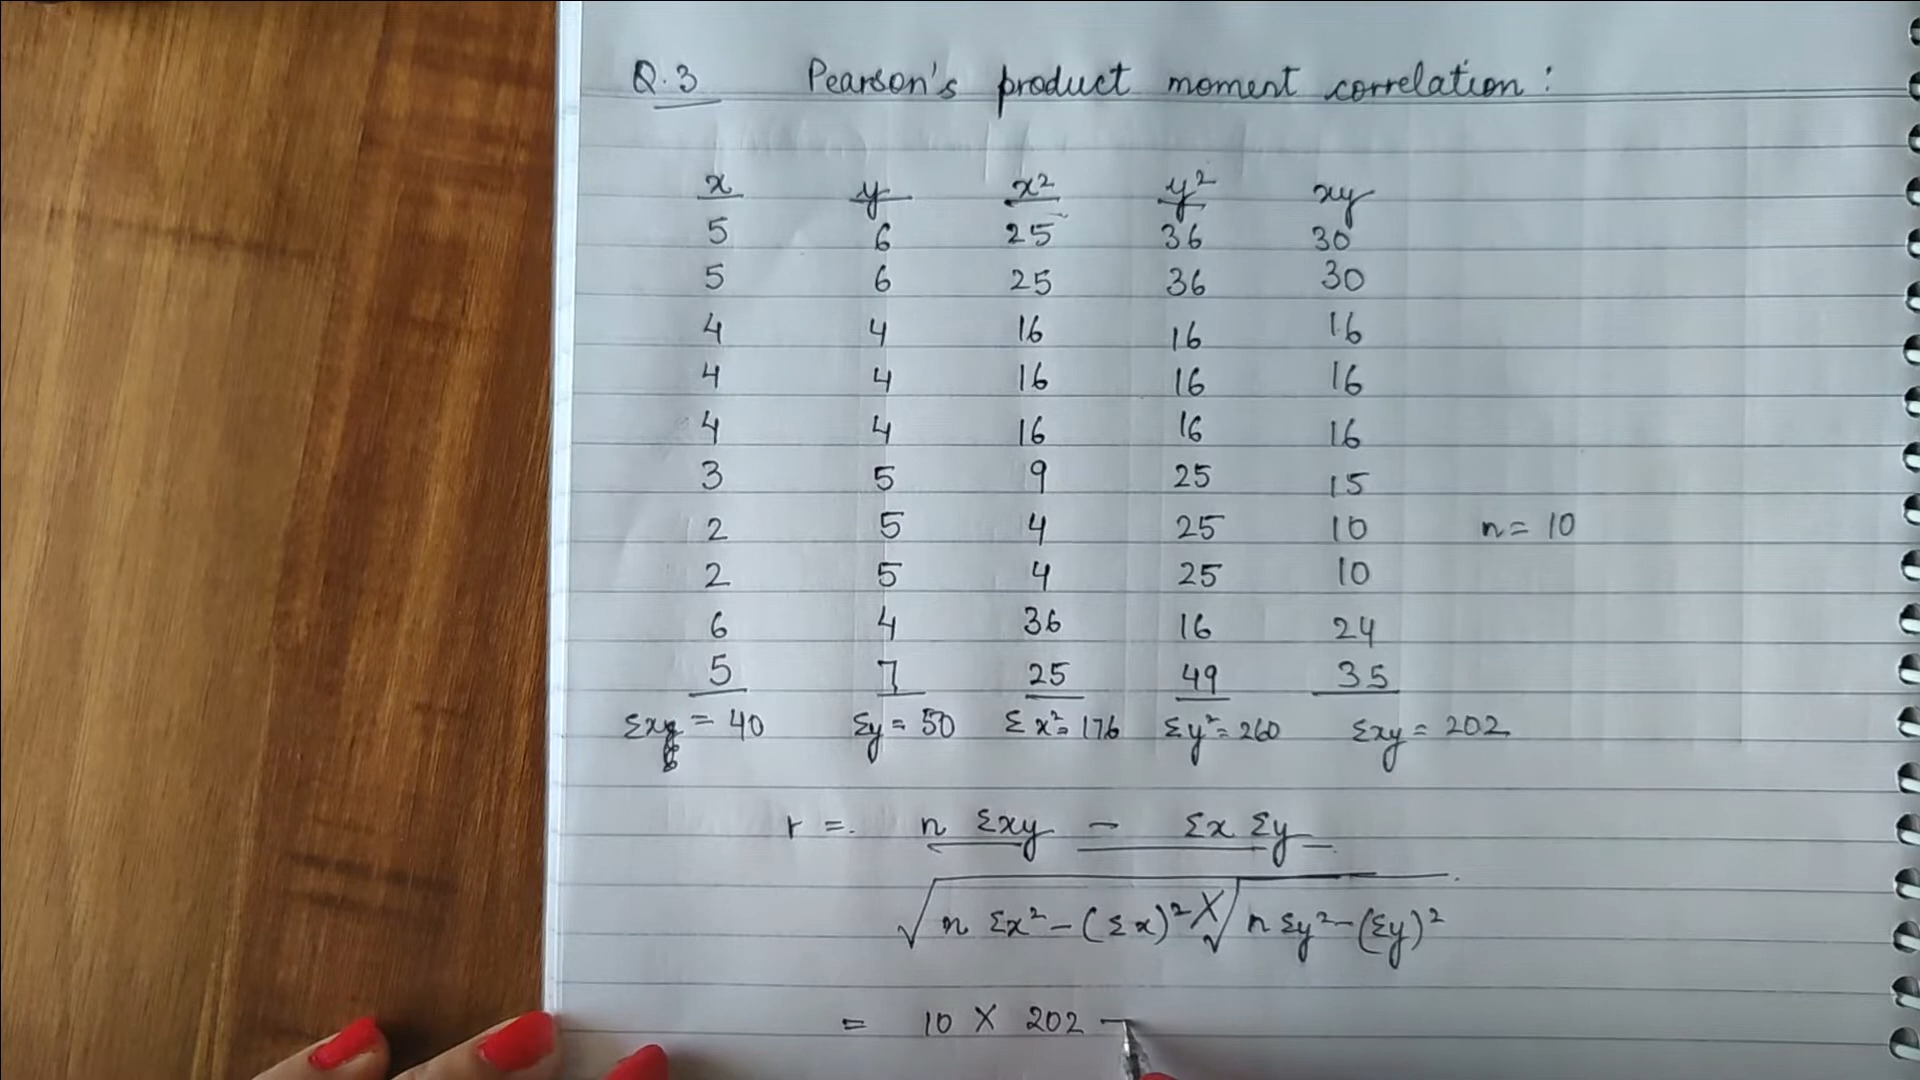 Q.3 Pearson's product moment correlation :
x y x² y² xy
5 6 25 36 30
5 6 25 36 30
4 4 16 16 16
4 4 16 16 16
4 4 16 16 16
3 5 9 25 15
2 5 4 25 10 n = 10
2 5 4 25 10
6 4 36 16 24
5 7 25 49 35
Σx = 40 Σy = 50 Σx² = 176 Σy² = 260 Σxy = 202
r = . n Σxy − Σx Σy
√n Σx² − (Σx)² X √n Σy² − (Σy)²
= 10 X 202 −